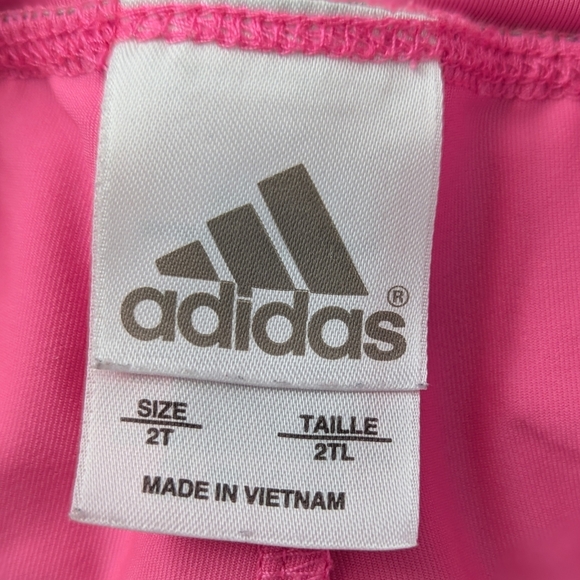 adidas®
SIZE TAILLE
2T 2TL
MADE IN VIETNAM